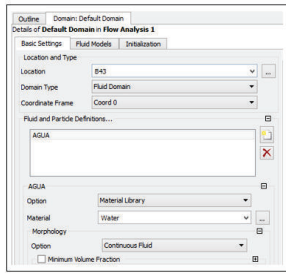 Outline Domain: Default Domain
Details of Default Domain in Flow Analysis 1
Basic Settings Fluid Models Initialization
Location and Type
Location B43 ...
Domain Type Fluid Domain
Coordinate Frame Coord 0
Fluid and Particle Definitions...
AGUA
AGUA
Option Material Library
Material Water ...
Morphology
Option Continuous Fluid
Minimum Volume Fraction